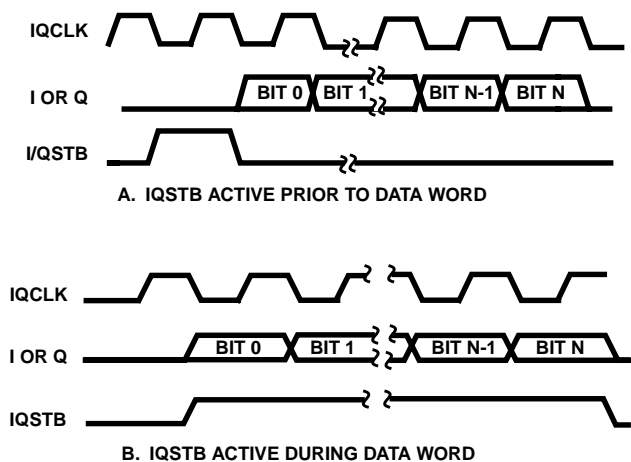 IQCLK
I OR Q BIT 0 BIT 1 BIT N-1 BIT N
I/QSTB
A. IQSTB ACTIVE PRIOR TO DATA WORD
IQCLK
I OR Q BIT 0 BIT 1 BIT N-1 BIT N
IQSTB
B. IQSTB ACTIVE DURING DATA WORD